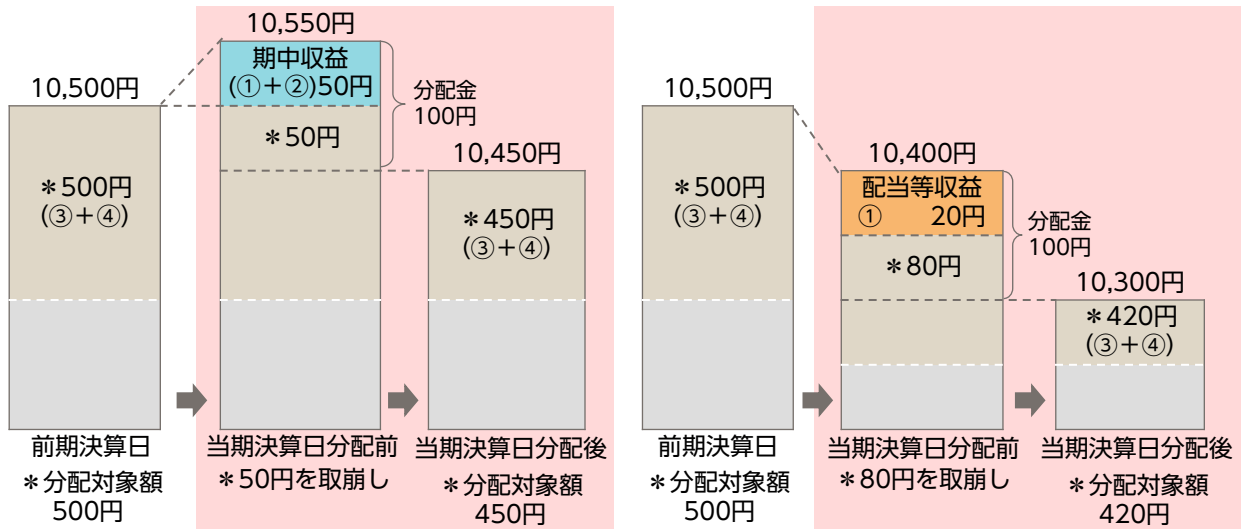 10,500円
＊500円
(③＋④)
前期決算日
＊分配対象額
500円
10,550円
期中収益
(①＋②)50円
＊50円
分配金
100円
当期決算日分配前
＊50円を取崩し
10,450円
＊450円
(③＋④)
当期決算日分配後
＊分配対象額
450円
10,500円
＊500円
(③＋④)
前期決算日
＊分配対象額
500円
10,400円
配当等収益
① 20円
＊80円
分配金
100円
当期決算日分配前
＊80円を取崩し
10,300円
＊420円
(③＋④)
当期決算日分配後
＊分配対象額
420円